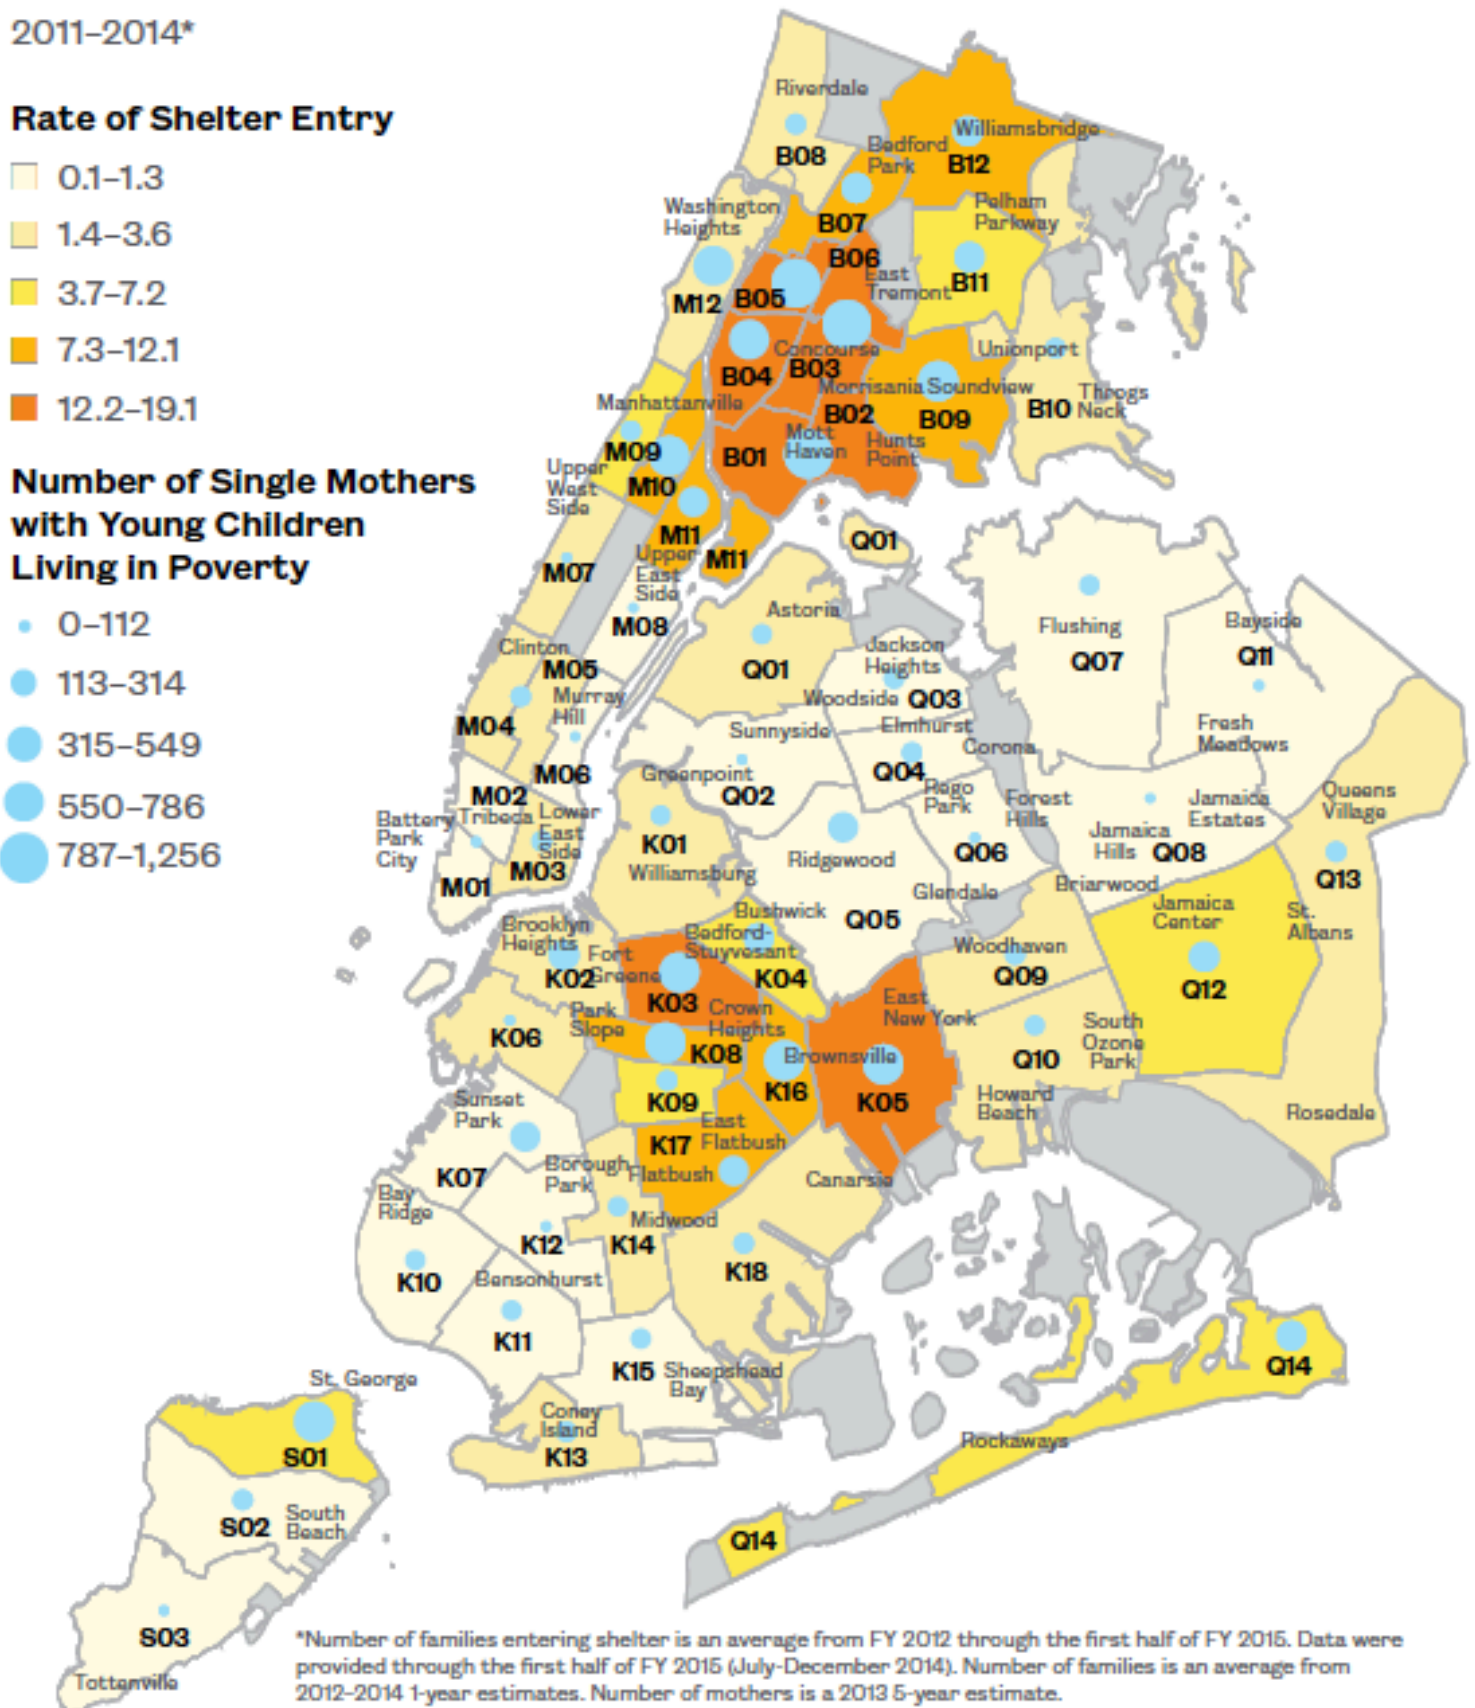 2011–2014*
Rate of Shelter Entry
0.1–1.3
1.4–3.6
3.7–7.2
7.3–12.1
12.2–19.1
Number of Single Mothers
with Young Children
Living in Poverty
0–112
113–314
315–549
550–786
787–1,256
Riverdale
B08
Bedford
Park
Williamsbridge
B12
Washington
Heights
M12
B07
Pelham
Parkway
B06
East
Tremont
B11
B05
Concourse
B04
B03
Unionport
Morrisania
Soundview
B09
B10
Throgs
Neck
B02
Manhattanville
M09
Mott
Haven
Hunts
Point
B01
Upper
West
Side
M10
M11
M11
Q01
M07
Upper
East
Side
M08
Astoria
Q01
Flushing
Q07
Bayside
Q11
Clinton
M05
Jackson
Heights
Woodside
Q03
Murray
Hill
M04
Sunnyside
Elmhurst
Corona
Fresh
Meadows
M06
Greenpoint
Q02
Q04
Rego
Park
Forest
Hills
M02
Tribeca
Lower
East
Side
Battery
Park
City
Jamaica
Estates
Queens
Village
K01
Williamsburg
Ridgewood
Q06
Jamaica
Hills
Q08
M03
M01
Glendale
Briarwood
Q13
Bushwick
Q05
Jamaica
Center
St.
Albans
Brooklyn
Heights
Fort
Greene
Bedford-
Stuyvesant
K02
K04
Woodhaven
Q09
Q12
K03
Crown
Heights
East
New York
Park
Slope
K06
K08
Brownsville
Q10
South
Ozone
Park
K16
K05
Howard
Beach
Rosedale
Sunset
Park
K09
East
Flatbush
K17
Flatbush
K07
Borough
Park
Canarsie
Bay
Ridge
Midwood
K12
K14
K10
Bensonhurst
K18
K11
K15
Sheepshead
Bay
Q14
St. George
Coney
Island
K13
Rockaways
S01
S02
South
Beach
Q14
S03
Tottenville
*Number of families entering shelter is an average from FY 2012 through the first half of FY 2015. Data were
provided through the first half of FY 2015 (July-December 2014). Number of families is an average from
2012–2014 1-year estimates. Number of mothers is a 2013 5-year estimate.